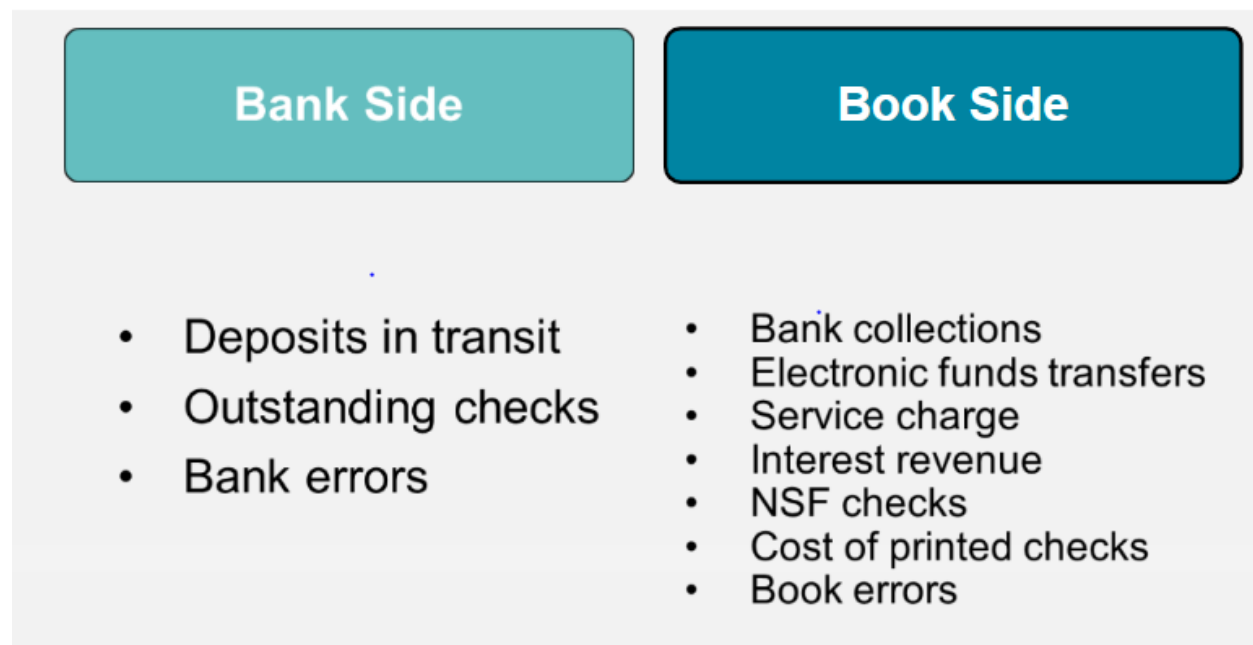 Bank Side
Book Side
• Deposits in transit
• Outstanding checks
• Bank errors
• Bank collections
• Electronic funds transfers
• Service charge
• Interest revenue
• NSF checks
• Cost of printed checks
• Book errors